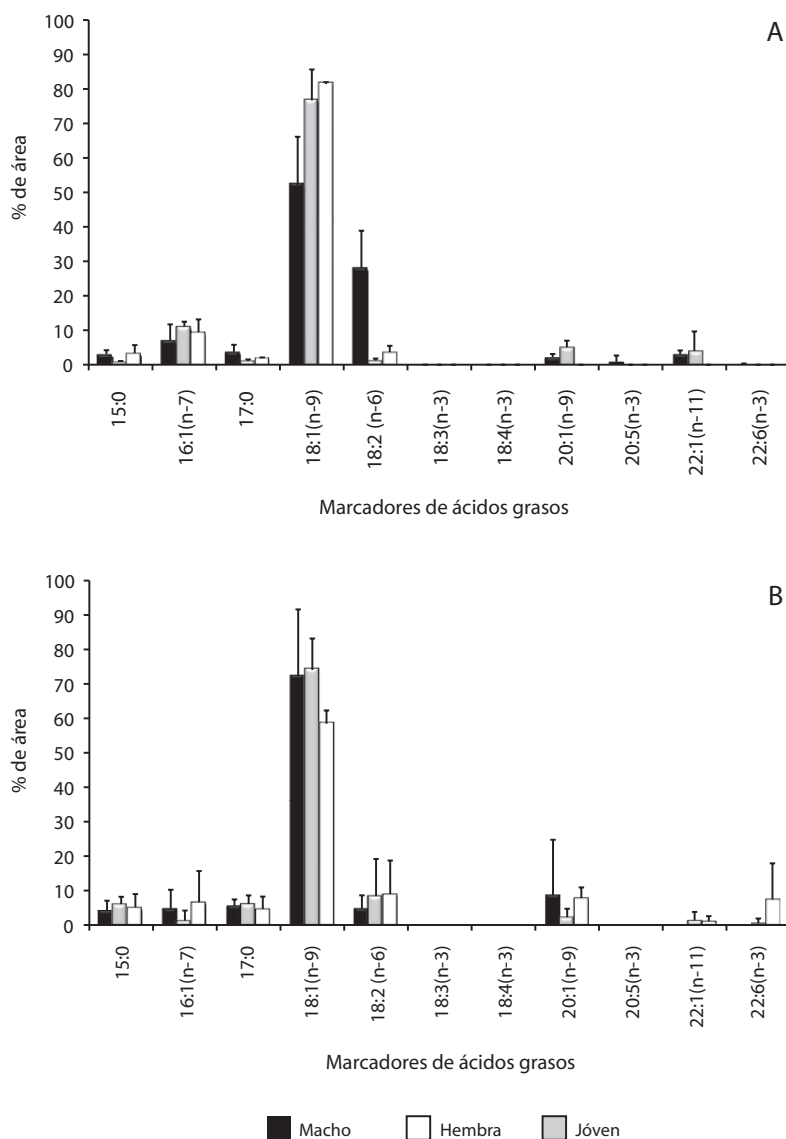 A
100
90
80
70
60
50
40
30
20
10
0
% de área
15:0
16:1(n-7)
17:0
18:1(n-9)
18:2 (n-6)
18:3(n-3)
18:4(n-3)
20:1(n-9)
20:5(n-3)
22:1(n-11)
22:6(n-3)
Marcadores de ácidos grasos
B
100
90
80
70
60
50
40
30
20
10
0
% de área
15:0
16:1(n-7)
17:0
18:1(n-9)
18:2 (n-6)
18:3(n-3)
18:4(n-3)
20:1(n-9)
20:5(n-3)
22:1(n-11)
22:6(n-3)
Marcadores de ácidos grasos
Macho Hembra Jóven